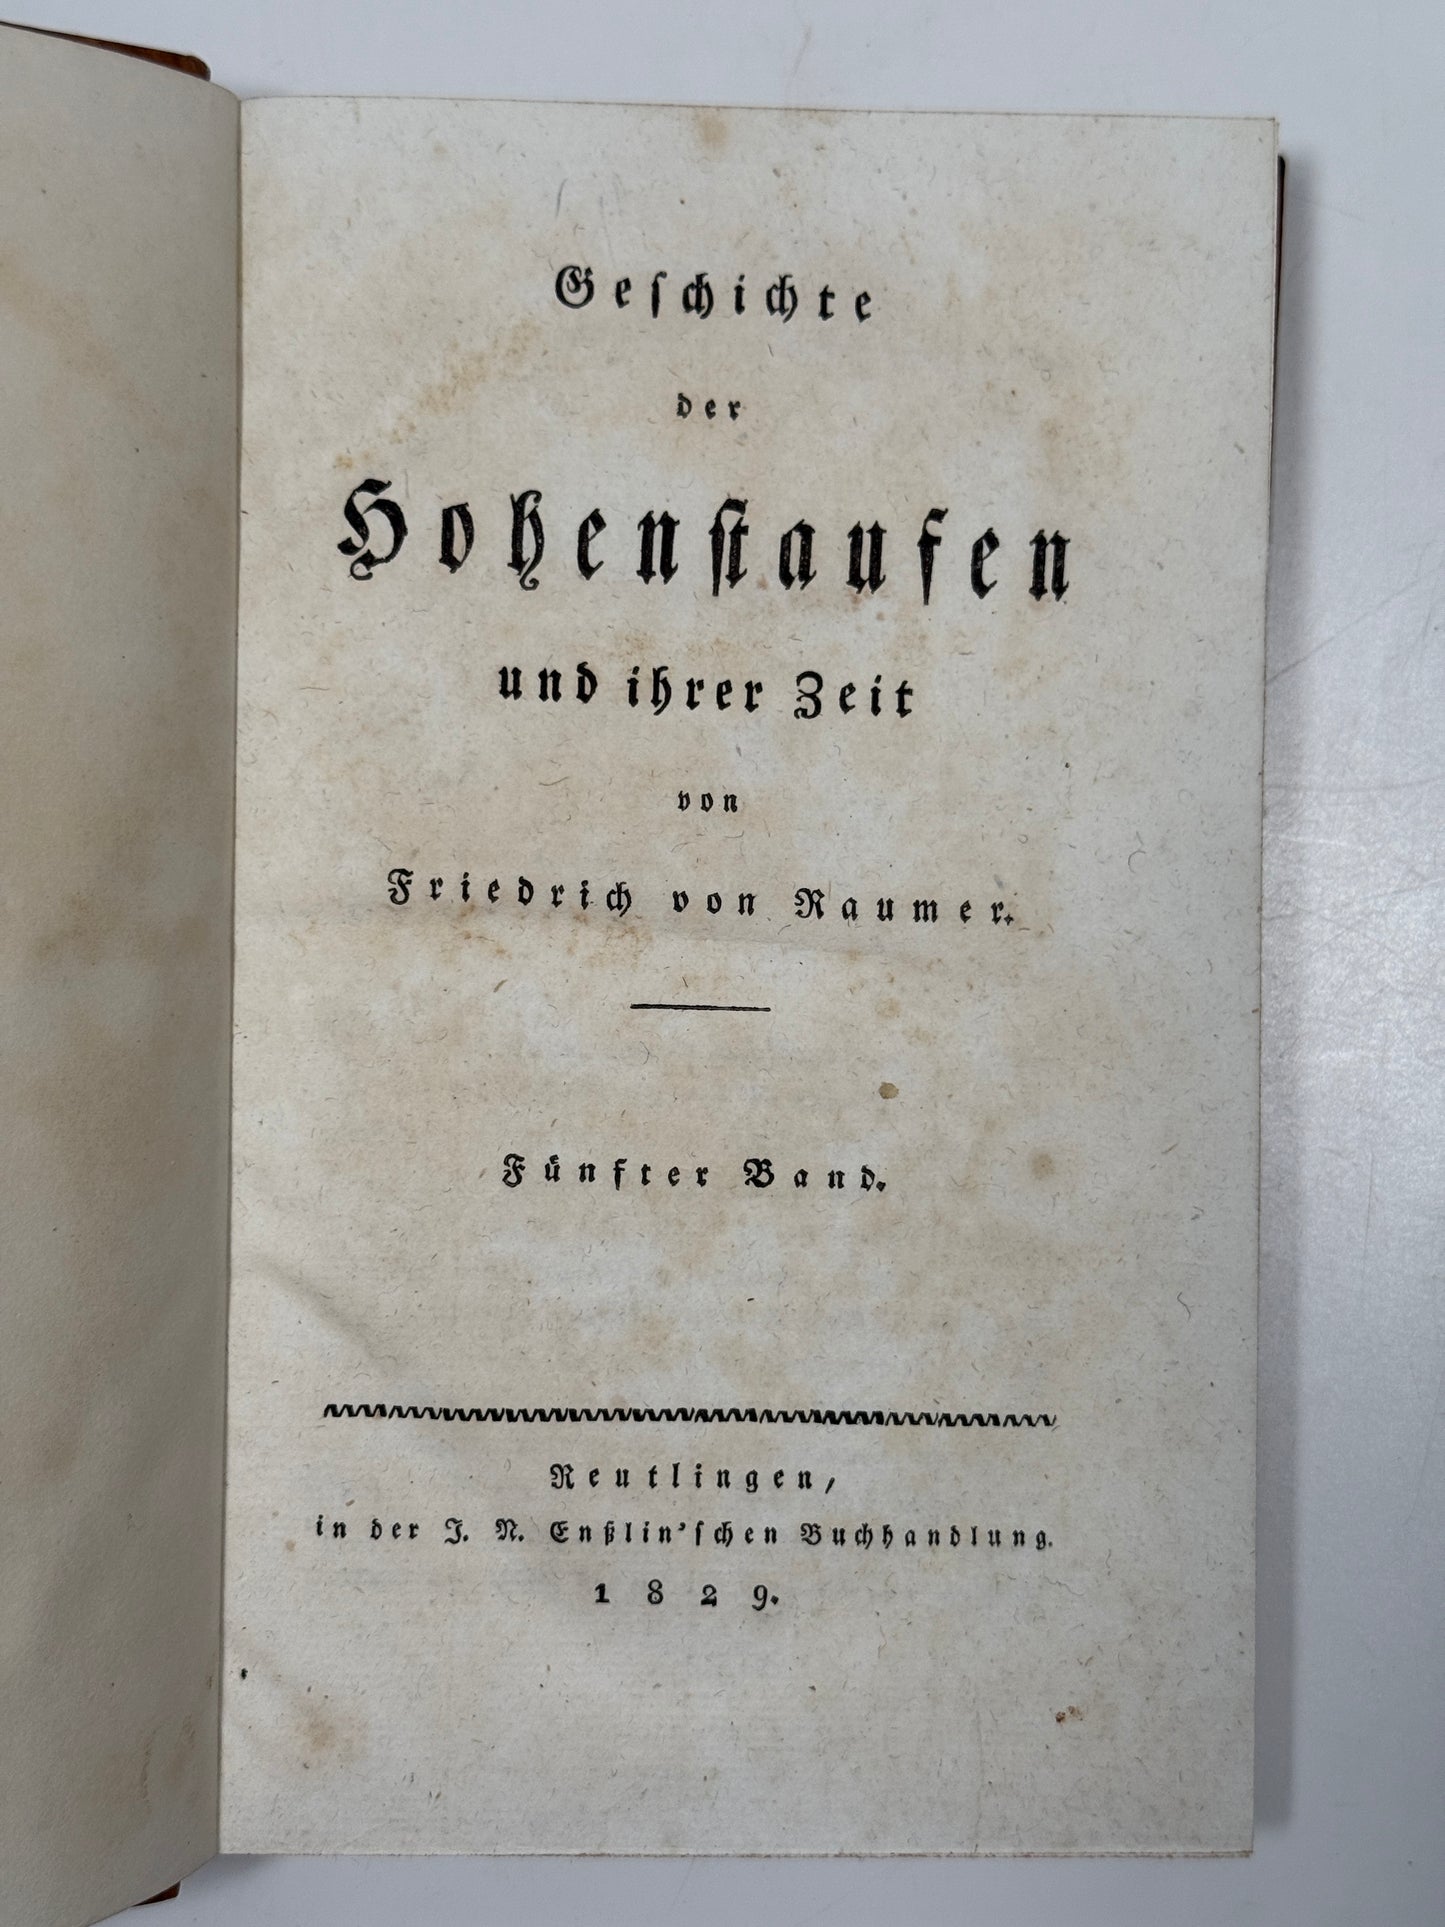 Geschichte
der
Hohenstaufen
und ihrer Zeit
von
Friedrich von Raumer.
Fünfter Band.
Reutlingen,
in der J. N. Enßlin'schen Buchhandlung.
1829.